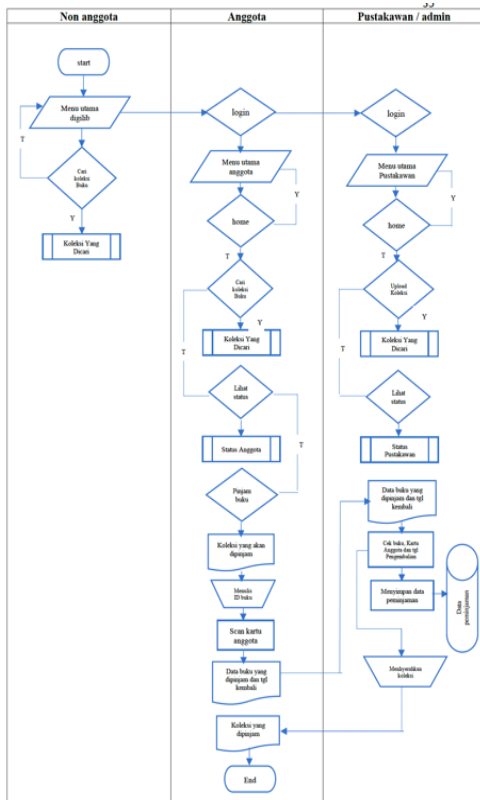 Non anggota
Anggota
Pustakawan / admin
start
Menu utama
digilib
T
Cari
koleksi
Buku
Y
Koleksi Yang
Dicari
login
Menu utama
anggota
Y
home
T
Cari
koleksi
Buku
Y
Koleksi Yang
Dicari
T
Lihat
status
T
Status Anggota
Pinjam
buku
Koleksi yang akan
dipinjam
Menulis
ID buku
Scan kartu
anggota
Data buku yang
dipinjam dan tgl
kembali
Koleksi yang
dipinjam
End
login
Menu utama
Pustakawan
Y
home
T
Upload
Koleksi
Y
Koleksi Yang
Dicari
T
Lihat
status
Status
Pustakawan
Data buku yang
dipinjam dan tgl
kembali
Cek buku, Kartu
Anggota dan tgl
Pengembalian
Menyimpan data
peminjaman
Data
peminjaman
koleksi